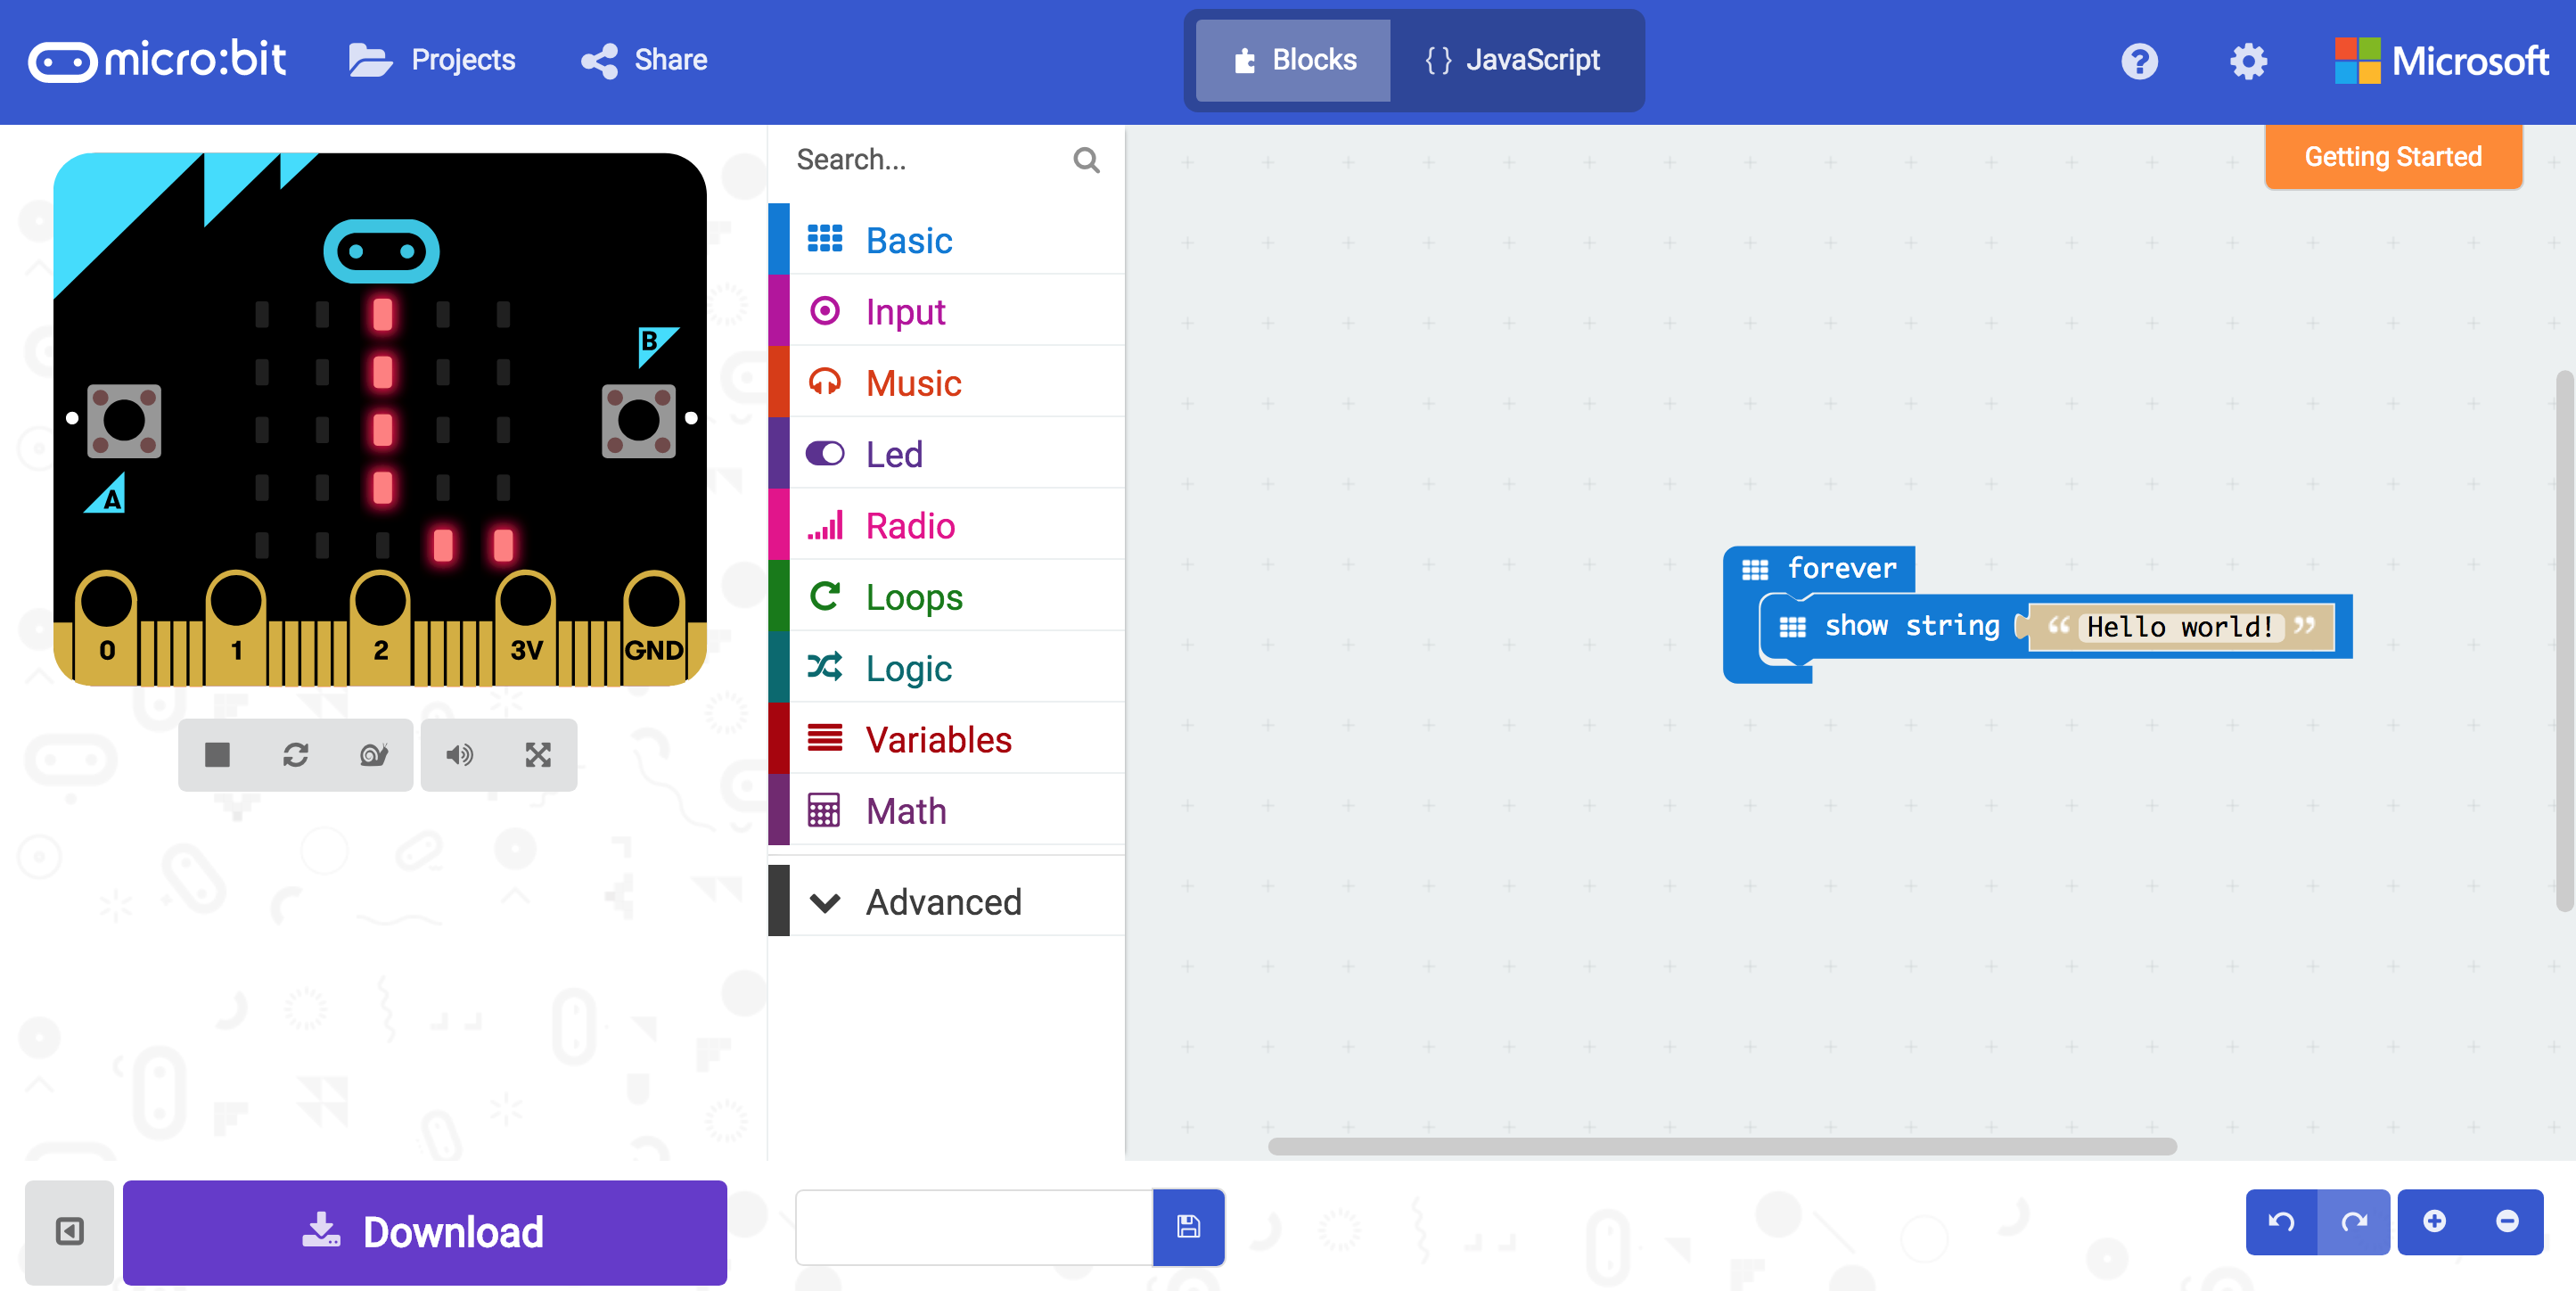 micro:bit
Projects
Share
Blocks
{ } JavaScript
Microsoft
Search...
Getting Started
Basic
Input
Music
Led
Radio
Loops
Logic
Variables
Math
Advanced
B
A
0 1 2 3V GND
forever
show string “ Hello world! ”
Download